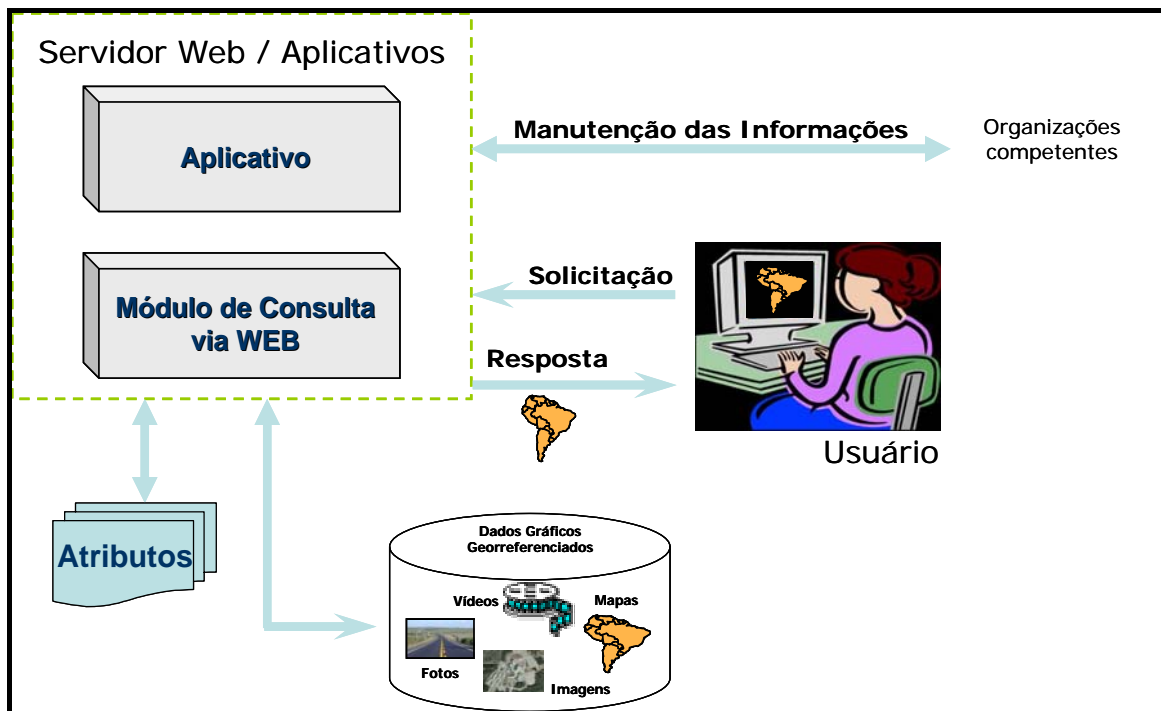 Servidor Web / Aplicativos
Aplicativo
Manutenção das Informações
Organizações
competentes
Módulo de Consulta
via WEB
Solicitação
Resposta
Usuário
Atributos
Dados Gráficos
Georreferenciados
Vídeos
Mapas
Fotos
Imagens